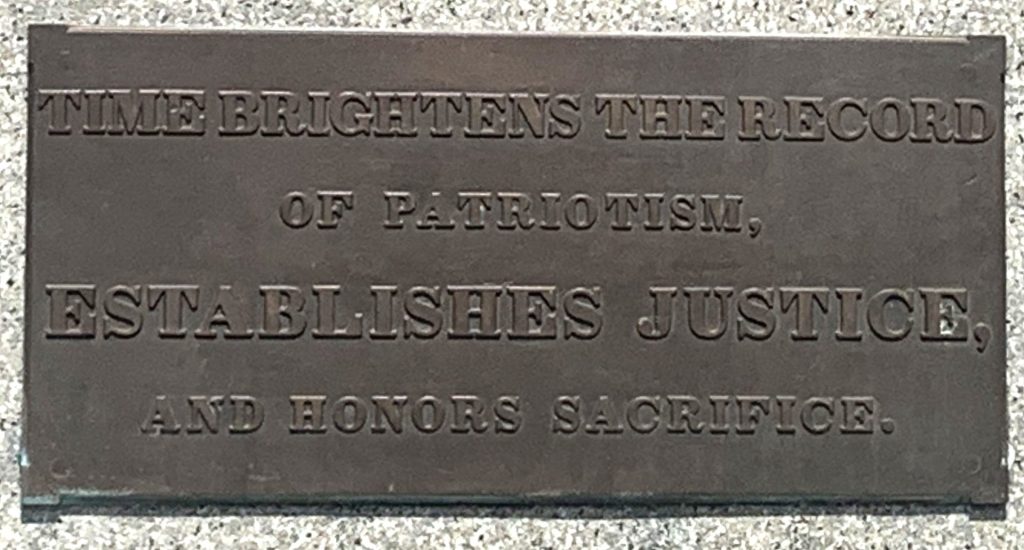 TIME BRIGHTENS THE RECORD
OF PATRIOTISM,
ESTABLISHES JUSTICE,
AND HONORS SACRIFICE.